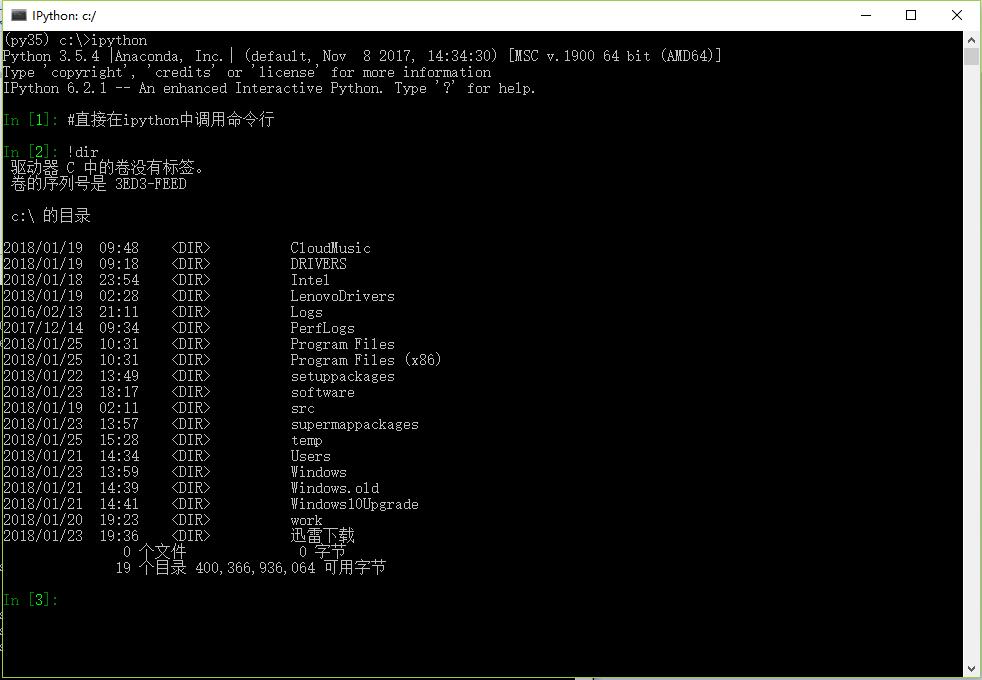 IPython: c:/
(py35) c:\>ipython
Python 3.5.4 |Anaconda, Inc.| (default, Nov  8 2017, 14:34:30) [MSC v.1900 64 bit (AMD64)]
Type 'copyright', 'credits' or 'license' for more information
IPython 6.2.1 -- An enhanced Interactive Python. Type '?' for help.
In [1]: #直接在ipython中调用命令行
In [2]: !dir
驱动器 C 中的卷没有标签。
卷的序列号是 3ED3-FEED
c:\ 的目录
2018/01/19  09:48    <DIR>          CloudMusic
2018/01/19  09:18    <DIR>          DRIVERS
2018/01/18  23:54    <DIR>          Intel
2018/01/19  02:28    <DIR>          LenovoDrivers
2016/02/13  21:11    <DIR>          Logs
2017/12/14  09:34    <DIR>          PerfLogs
2018/01/25  10:31    <DIR>          Program Files
2018/01/25  10:31    <DIR>          Program Files (x86)
2018/01/22  13:49    <DIR>          setuppackages
2018/01/23  18:17    <DIR>          software
2018/01/19  02:11    <DIR>          src
2018/01/23  13:57    <DIR>          supermappackages
2018/01/25  15:28    <DIR>          temp
2018/01/21  14:34    <DIR>          Users
2018/01/23  13:59    <DIR>          Windows
2018/01/21  14:39    <DIR>          Windows.old
2018/01/21  14:41    <DIR>          Windows10Upgrade
2018/01/20  19:23    <DIR>          work
2018/01/23  19:36    <DIR>          迅雷下载
0 个文件              0 字节
19 个目录 400,366,936,064 可用字节
In [3]: